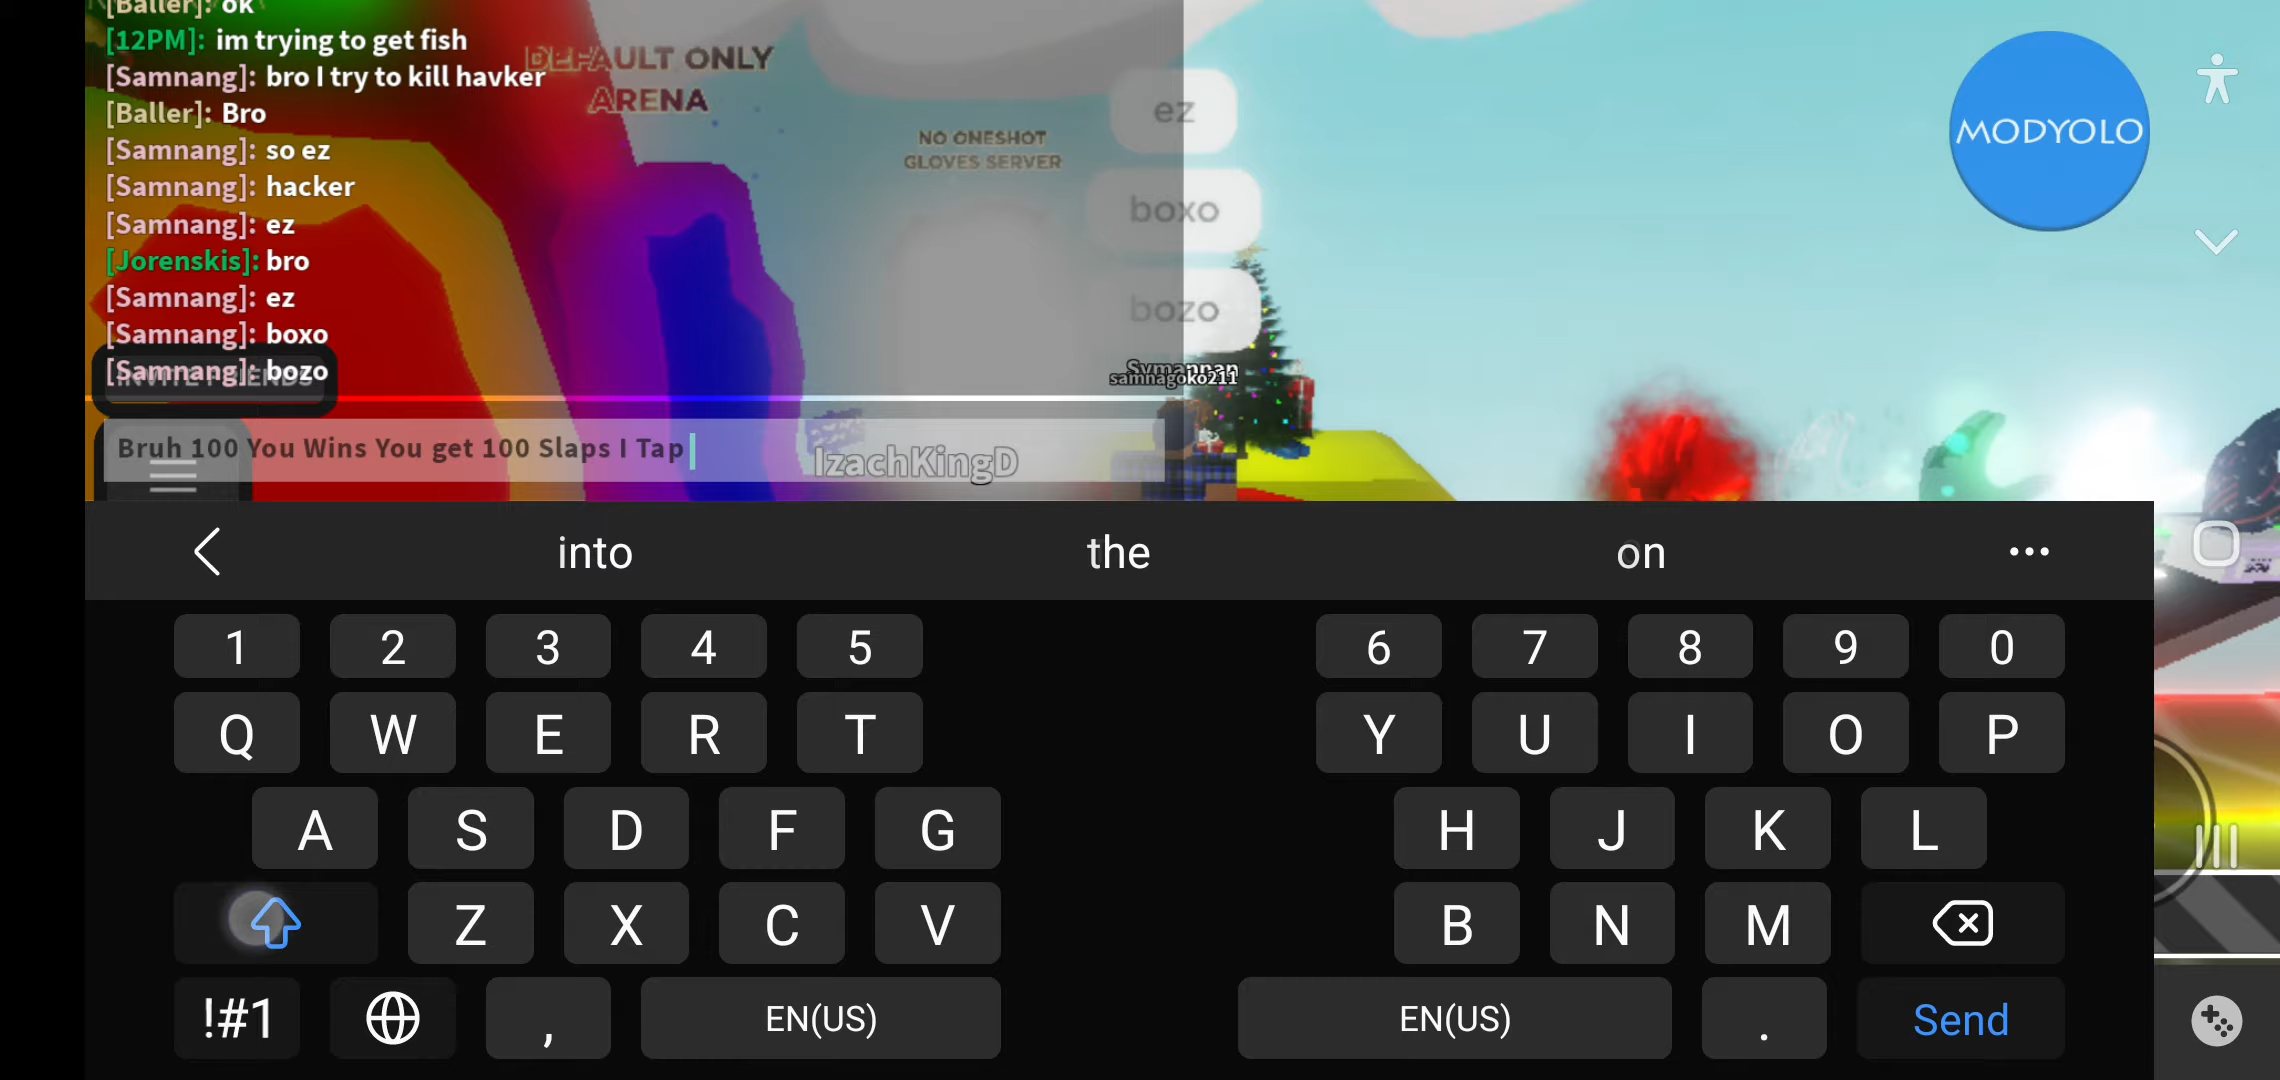 [Baller]: ok
[12PM]: im trying to get fish
[Samnang]: bro I try to kill havker
[Baller]: Bro
[Samnang]: so ez
[Samnang]: hacker
[Samnang]: ez
[Jorenskis]: bro
[Samnang]: ez
[Samnang]: boxo
[Samnang]: bozo
INVITE FRIENDS
DEFAULT ONLY
ARENA
NO ONESHOT
GLOVES SERVER
ez
boxo
bozo
MODYOLO
samnagoko211
Bruh 100 You Wins You get 100 Slaps I Tap
IzachKingD
into the on
1 2 3 4 5 6 7 8 9 0
Q W E R T Y U I O P
A S D F G H J K L
Z X C V B N M
!#1 , EN(US) EN(US) . Send